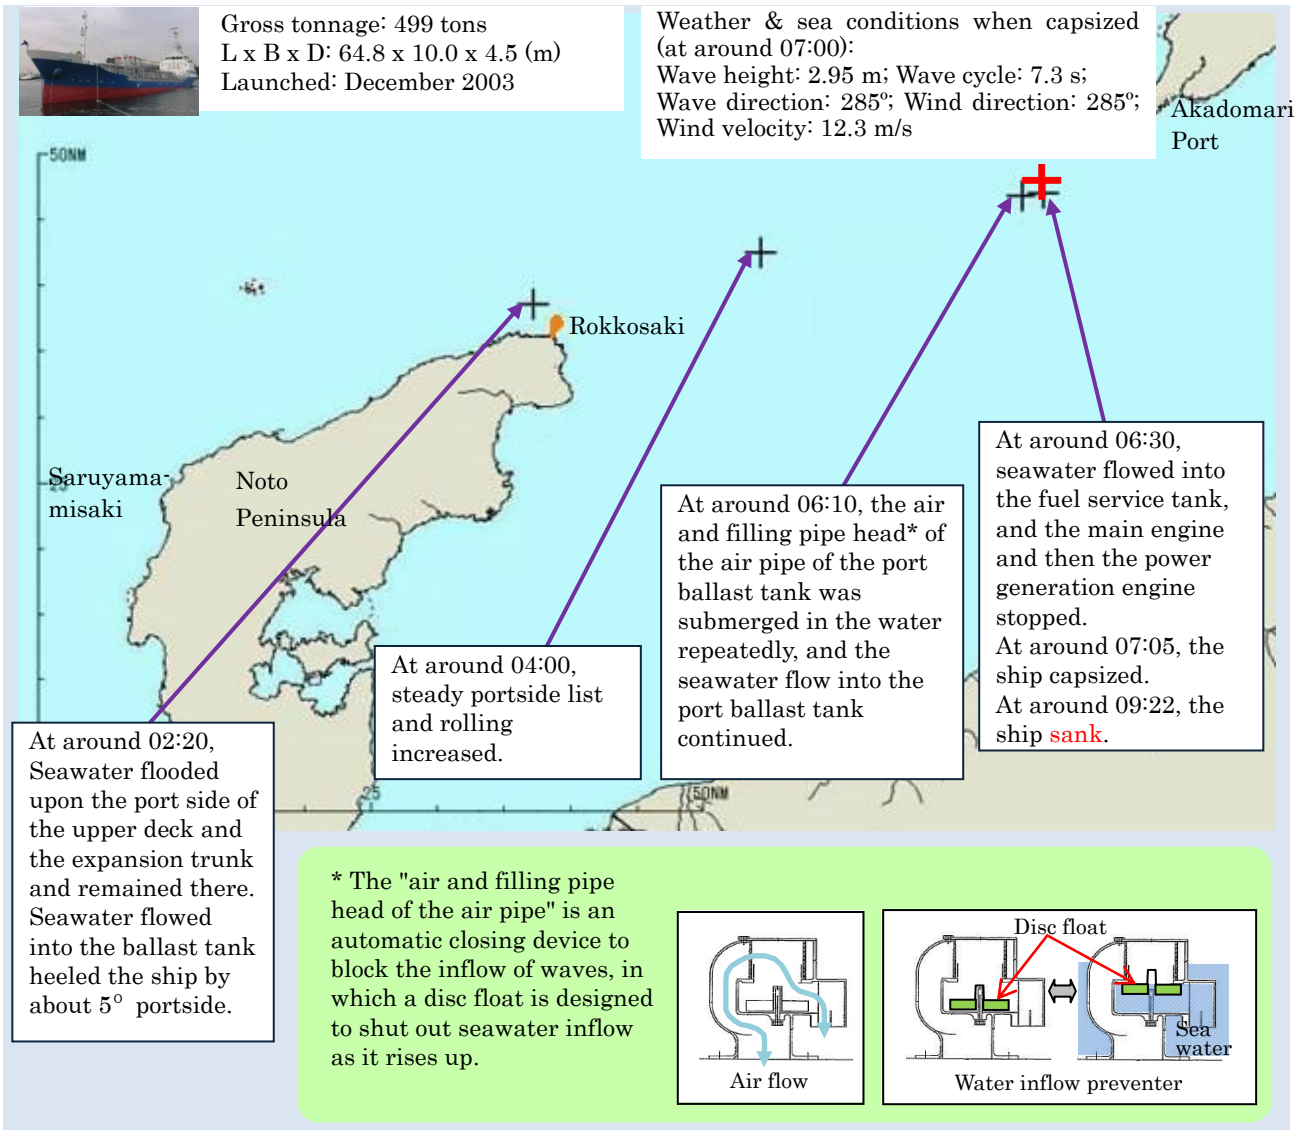 Gross tonnage: 499 tons
L x B x D: 64.8 x 10.0 x 4.5 (m)
Launched: December 2003
Weather & sea conditions when capsized
(at around 07:00):
Wave height: 2.95 m; Wave cycle: 7.3 s;
Wave direction: 285º; Wind direction: 285º;
Wind velocity: 12.3 m/s
Akadomari
Port
50NM
Rokkosaki
Saruyama-
misaki
25
Noto
Peninsula
25
50NM
At around 02:20,
Seawater flooded
upon the port side of
the upper deck and
the expansion trunk
and remained there.
Seawater flowed
into the ballast tank
heeled the ship by
about 5° portside.
At around 04:00,
steady portside list
and rolling
increased.
At around 06:10, the air
and filling pipe head* of
the air pipe of the port
ballast tank was
submerged in the water
repeatedly, and the
seawater flow into the
port ballast tank
continued.
At around 06:30,
seawater flowed into
the fuel service tank,
and the main engine
and then the power
generation engine
stopped.
At around 07:05, the
ship capsized.
At around 09:22, the
ship sank.
* The "air and filling pipe
head of the air pipe" is an
automatic closing device to
block the inflow of waves, in
which a disc float is designed
to shut out seawater inflow
as it rises up.
Air flow
Disc float
Sea
water
Water inflow preventer